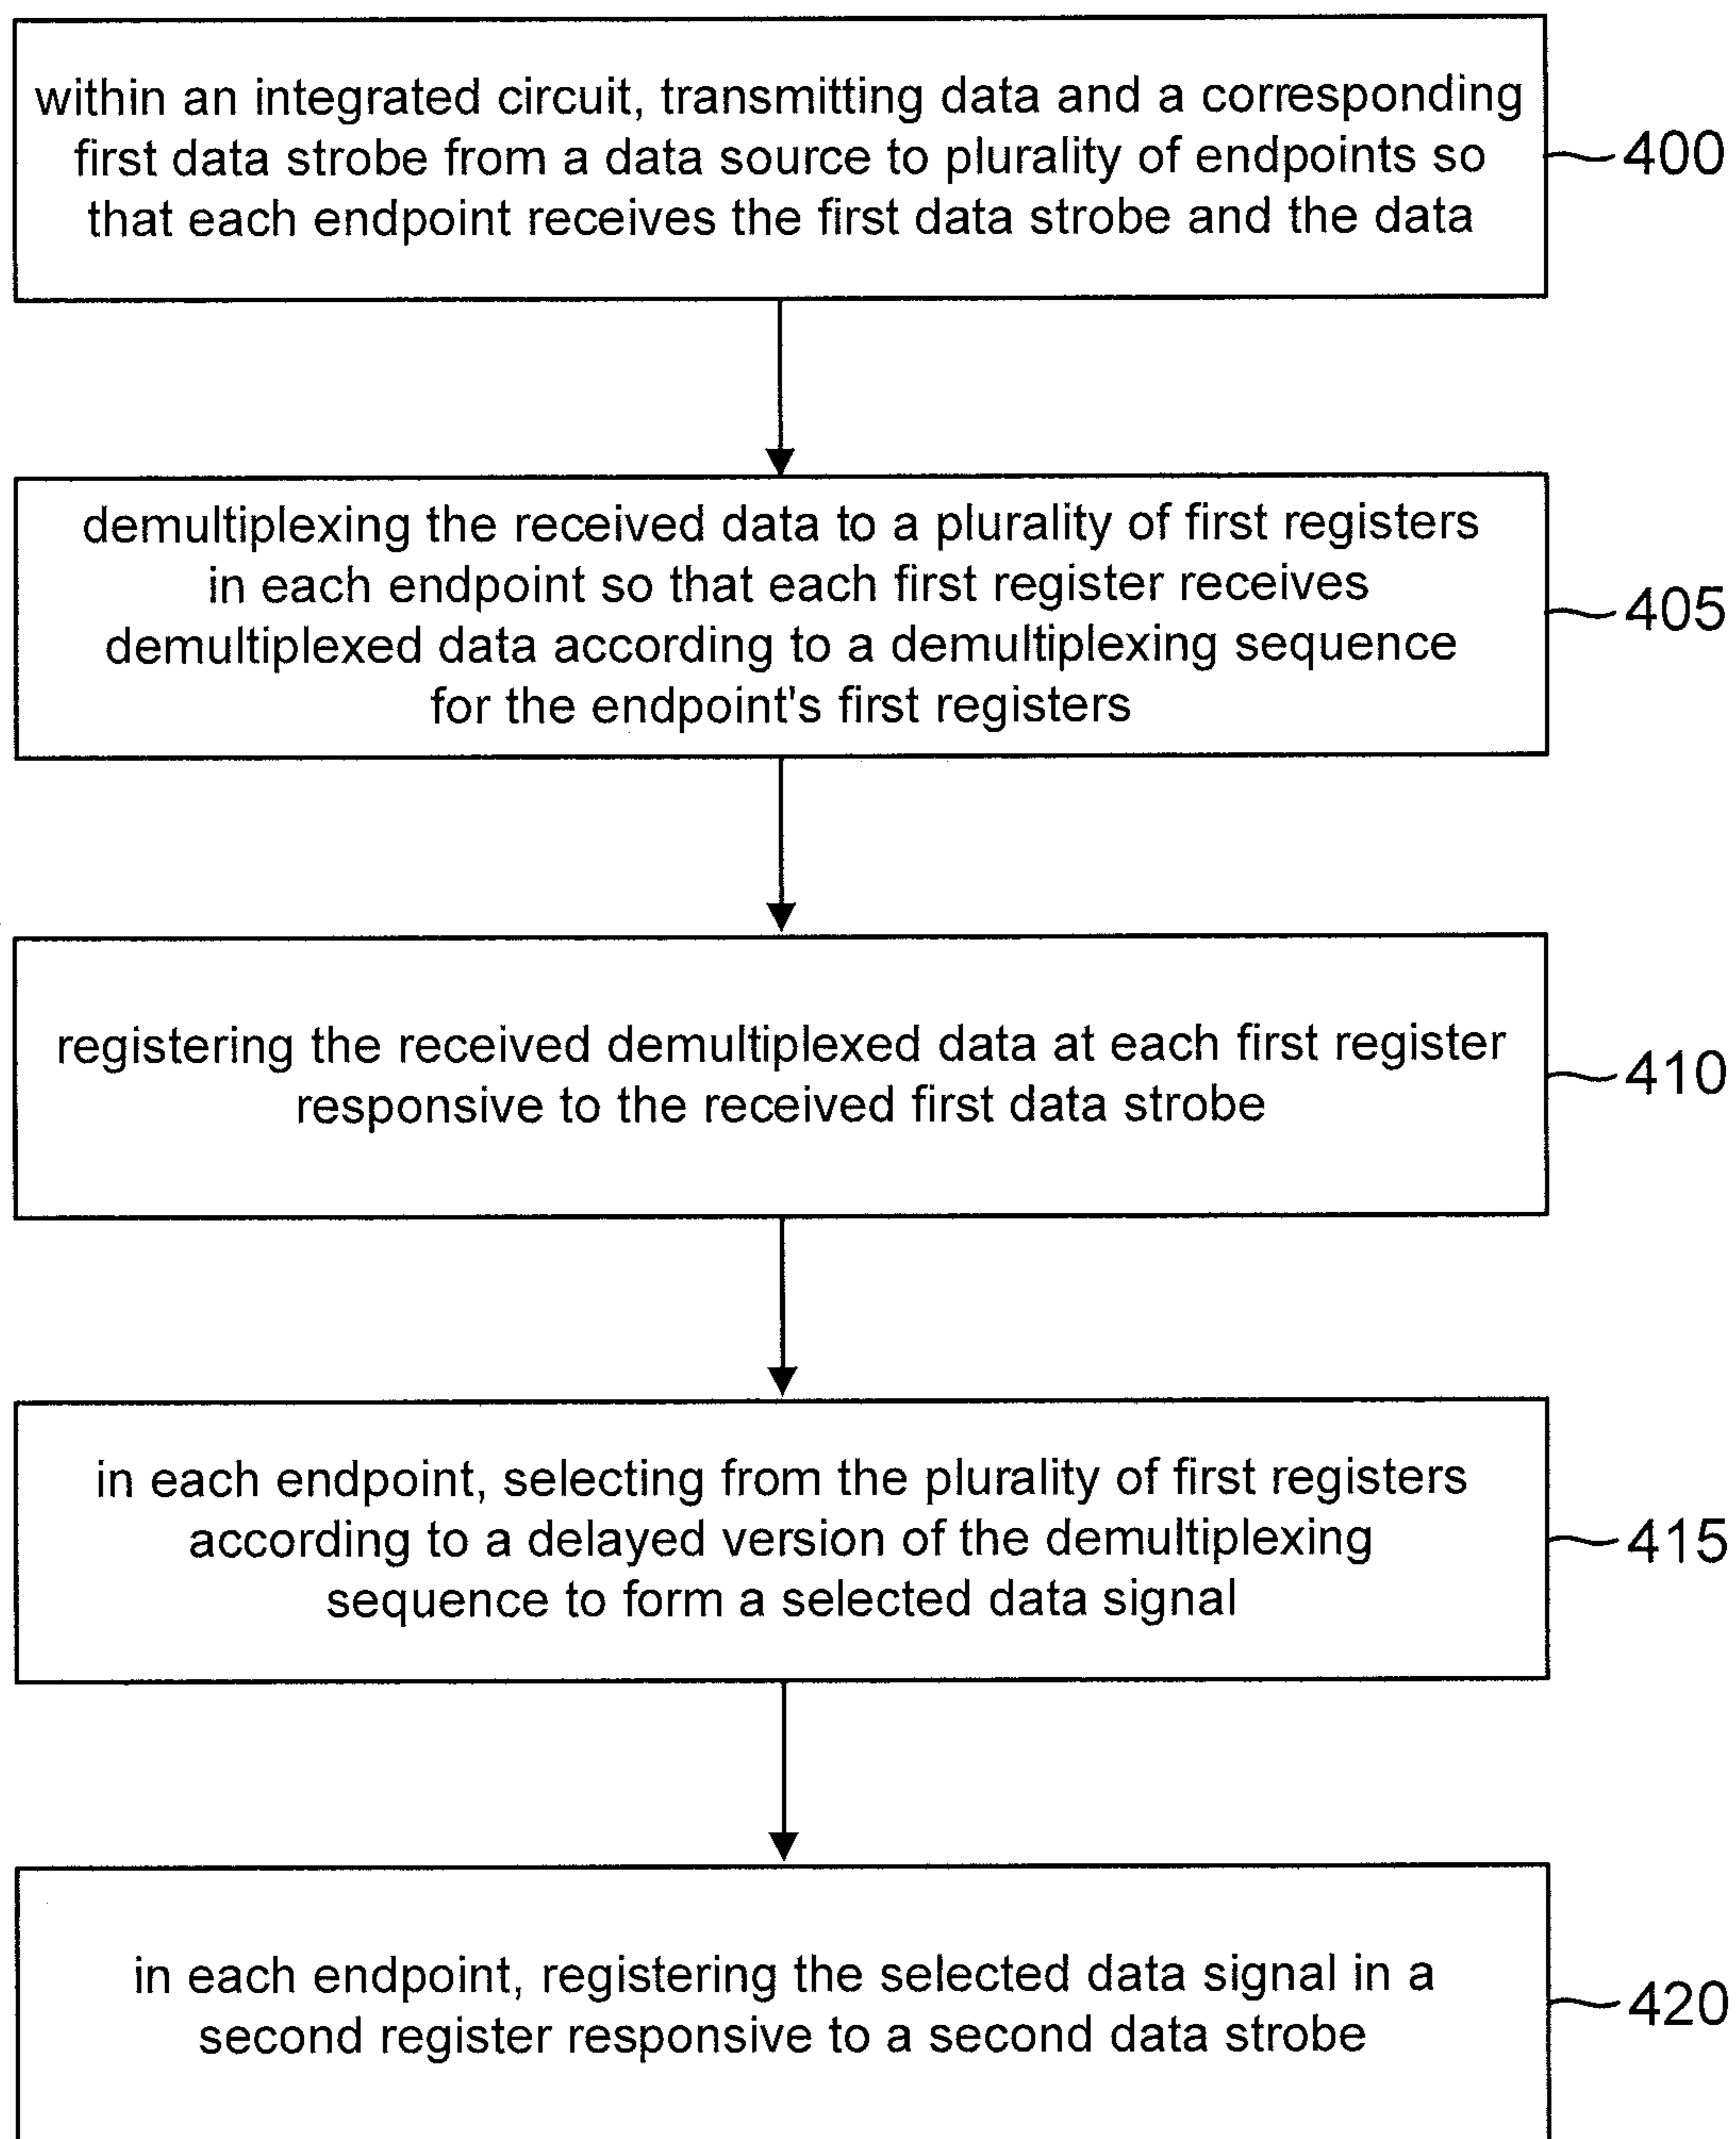 within an integrated circuit, transmitting data and a corresponding
first data strobe from a data source to plurality of endpoints so
that each endpoint receives the first data strobe and the data
400
demultiplexing the received data to a plurality of first registers
in each endpoint so that each first register receives
demultiplexed data according to a demultiplexing sequence
for the endpoint's first registers
405
registering the received demultiplexed data at each first register
responsive to the received first data strobe
410
in each endpoint, selecting from the plurality of first registers
according to a delayed version of the demultiplexing
sequence to form a selected data signal
415
in each endpoint, registering the selected data signal in a
second register responsive to a second data strobe
420